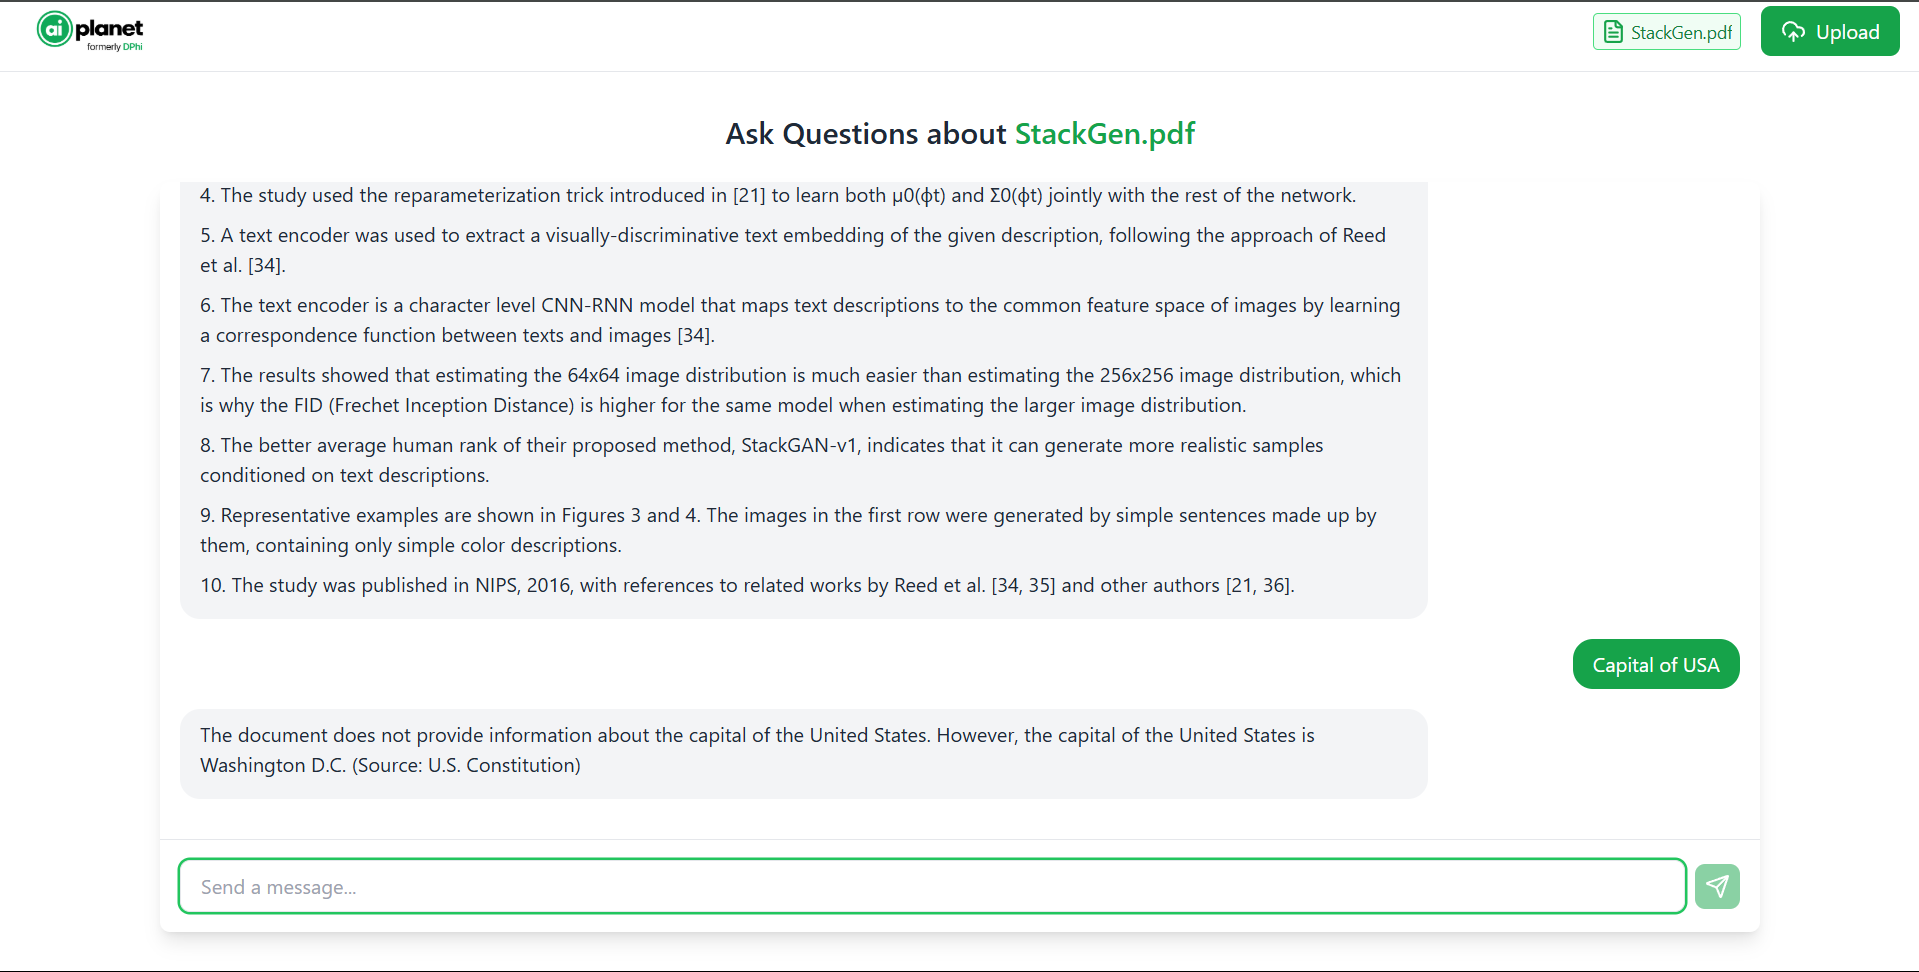 ai planet
formerly DPhi
StackGen.pdf
Upload
Ask Questions about StackGen.pdf
4. The study used the reparameterization trick introduced in [21] to learn both μ0(ϕt) and Σ0(ϕt) jointly with the rest of the network.
5. A text encoder was used to extract a visually-discriminative text embedding of the given description, following the approach of Reed
et al. [34].
6. The text encoder is a character level CNN-RNN model that maps text descriptions to the common feature space of images by learning
a correspondence function between texts and images [34].
7. The results showed that estimating the 64x64 image distribution is much easier than estimating the 256x256 image distribution, which
is why the FID (Frechet Inception Distance) is higher for the same model when estimating the larger image distribution.
8. The better average human rank of their proposed method, StackGAN-v1, indicates that it can generate more realistic samples
conditioned on text descriptions.
9. Representative examples are shown in Figures 3 and 4. The images in the first row were generated by simple sentences made up by
them, containing only simple color descriptions.
10. The study was published in NIPS, 2016, with references to related works by Reed et al. [34, 35] and other authors [21, 36].
Capital of USA
The document does not provide information about the capital of the United States. However, the capital of the United States is
Washington D.C. (Source: U.S. Constitution)
Send a message...